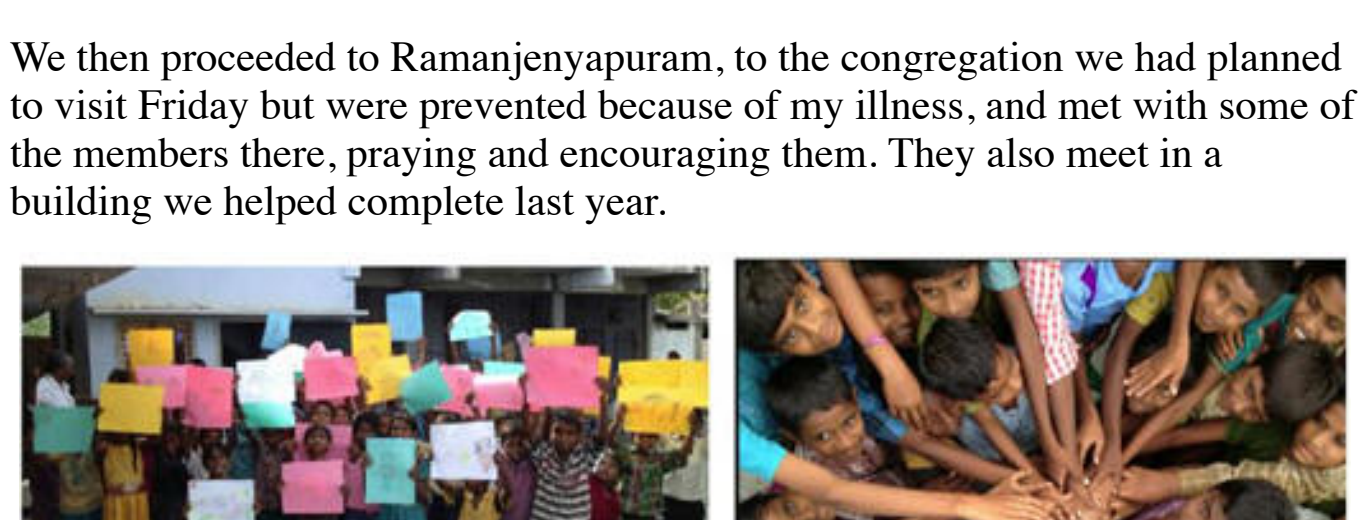 We then proceeded to Ramanjenyapuram, to the congregation we had planned
to visit Friday but were prevented because of my illness, and met with some of
the members there, praying and encouraging them. They also meet in a
building we helped complete last year.